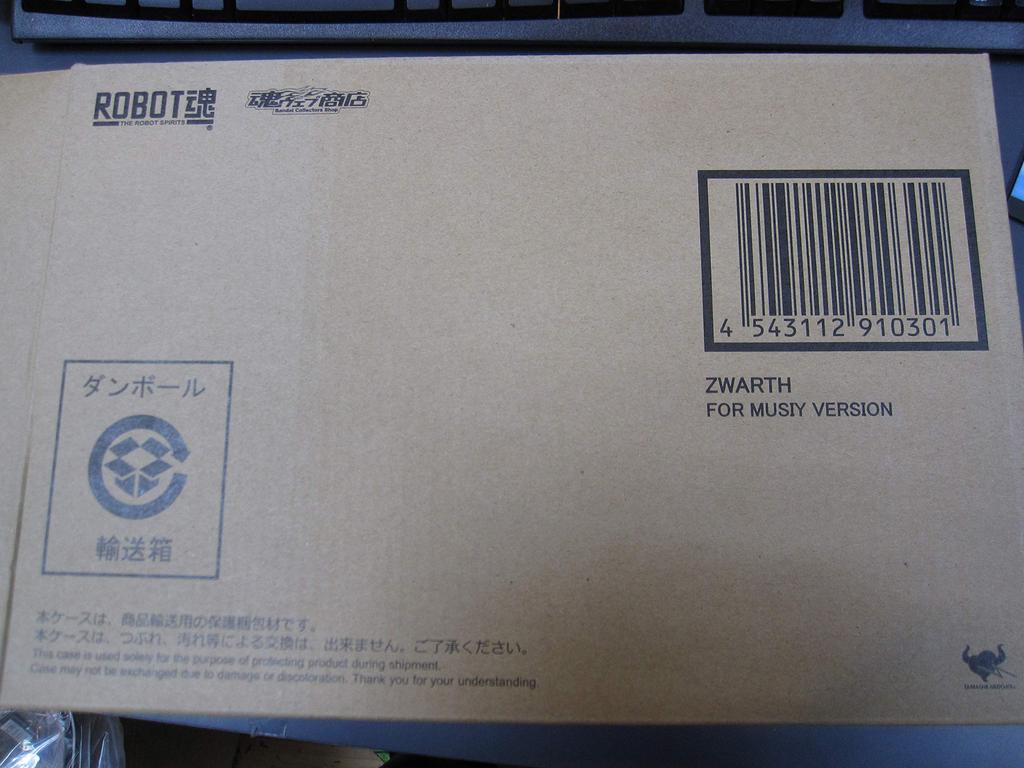 ROBOT魂
THE ROBOT SPIRITS
魂ウェブ商店
Bandai Collectors Shop
4 543112 910301
ZWARTH
FOR MUSIY VERSION
ダンボール
輸送箱
本ケースは、商品輸送用の保護梱包材です。
本ケースは、つぶれ、汚れ等による交換は、出来ません。ご了承ください。
This case is used solely for the purpose of protecting product during shipment.
Case may not be exchanged due to damage or discoloration. Thank you for your understanding.